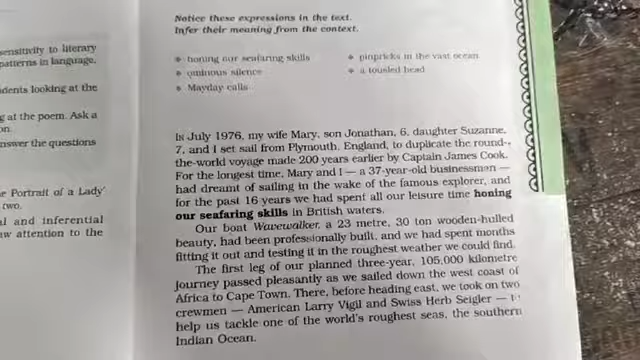 sensitivity to literary
patterns in language.
dents looking at the
g at the poem. Ask a
on.
nswer the questions
e Portrait of a Lady'
two.
al and inferential
aw attention to the
Notice these expressions in the text.
Infer their meaning from the context.
honing our seafaring skills
ominous silence
Mayday calls
pinpricks in the vast ocean
a tousled head
In July 1976, my wife Mary, son Jonathan, 6, daughter Suzanne,
7, and I set sail from Plymouth, England, to duplicate the round-
the-world voyage made 200 years earlier by Captain James Cook.
For the longest time, Mary and I — a 37-year-old businessman —
had dreamt of sailing in the wake of the famous explorer, and
for the past 16 years we had spent all our leisure time honing
our seafaring skills in British waters.
Our boat Wavewalker, a 23 metre, 30 ton wooden-hulled
beauty, had been professionally built, and we had spent months
fitting it out and testing it in the roughest weather we could find.
The first leg of our planned three-year, 105,000 kilometre
journey passed pleasantly as we sailed down the west coast of
Africa to Cape Town. There, before heading east, we took on two
crewmen — American Larry Vigil and Swiss Herb Seigler —
help us tackle one of the world's roughest seas, the southern
Indian Ocean.